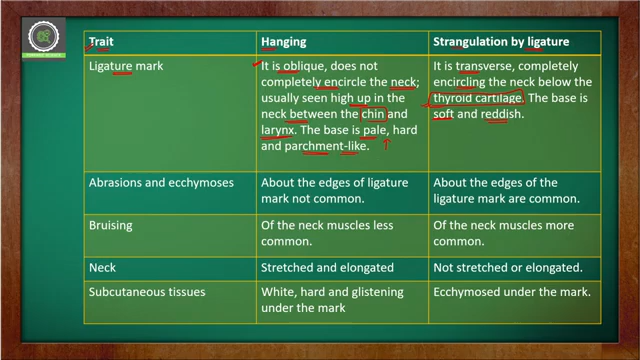 Trait
Hanging
Strangulation by ligature
Ligature mark
It is oblique, does not
completely encircle the neck;
usually seen high up in the
neck between the chin and
larynx. The base is pale, hard
and parchment-like.
It is transverse, completely
encircling the neck below the
thyroid cartilage. The base is
soft and reddish.
Abrasions and ecchymoses
About the edges of ligature
mark not common.
About the edges of the
ligature mark are common.
Bruising
Of the neck muscles less
common.
Of the neck muscles more
common.
Neck
Stretched and elongated
Not stretched or elongated.
Subcutaneous tissues
White, hard and glistening
under the mark
Ecchymosed under the mark.